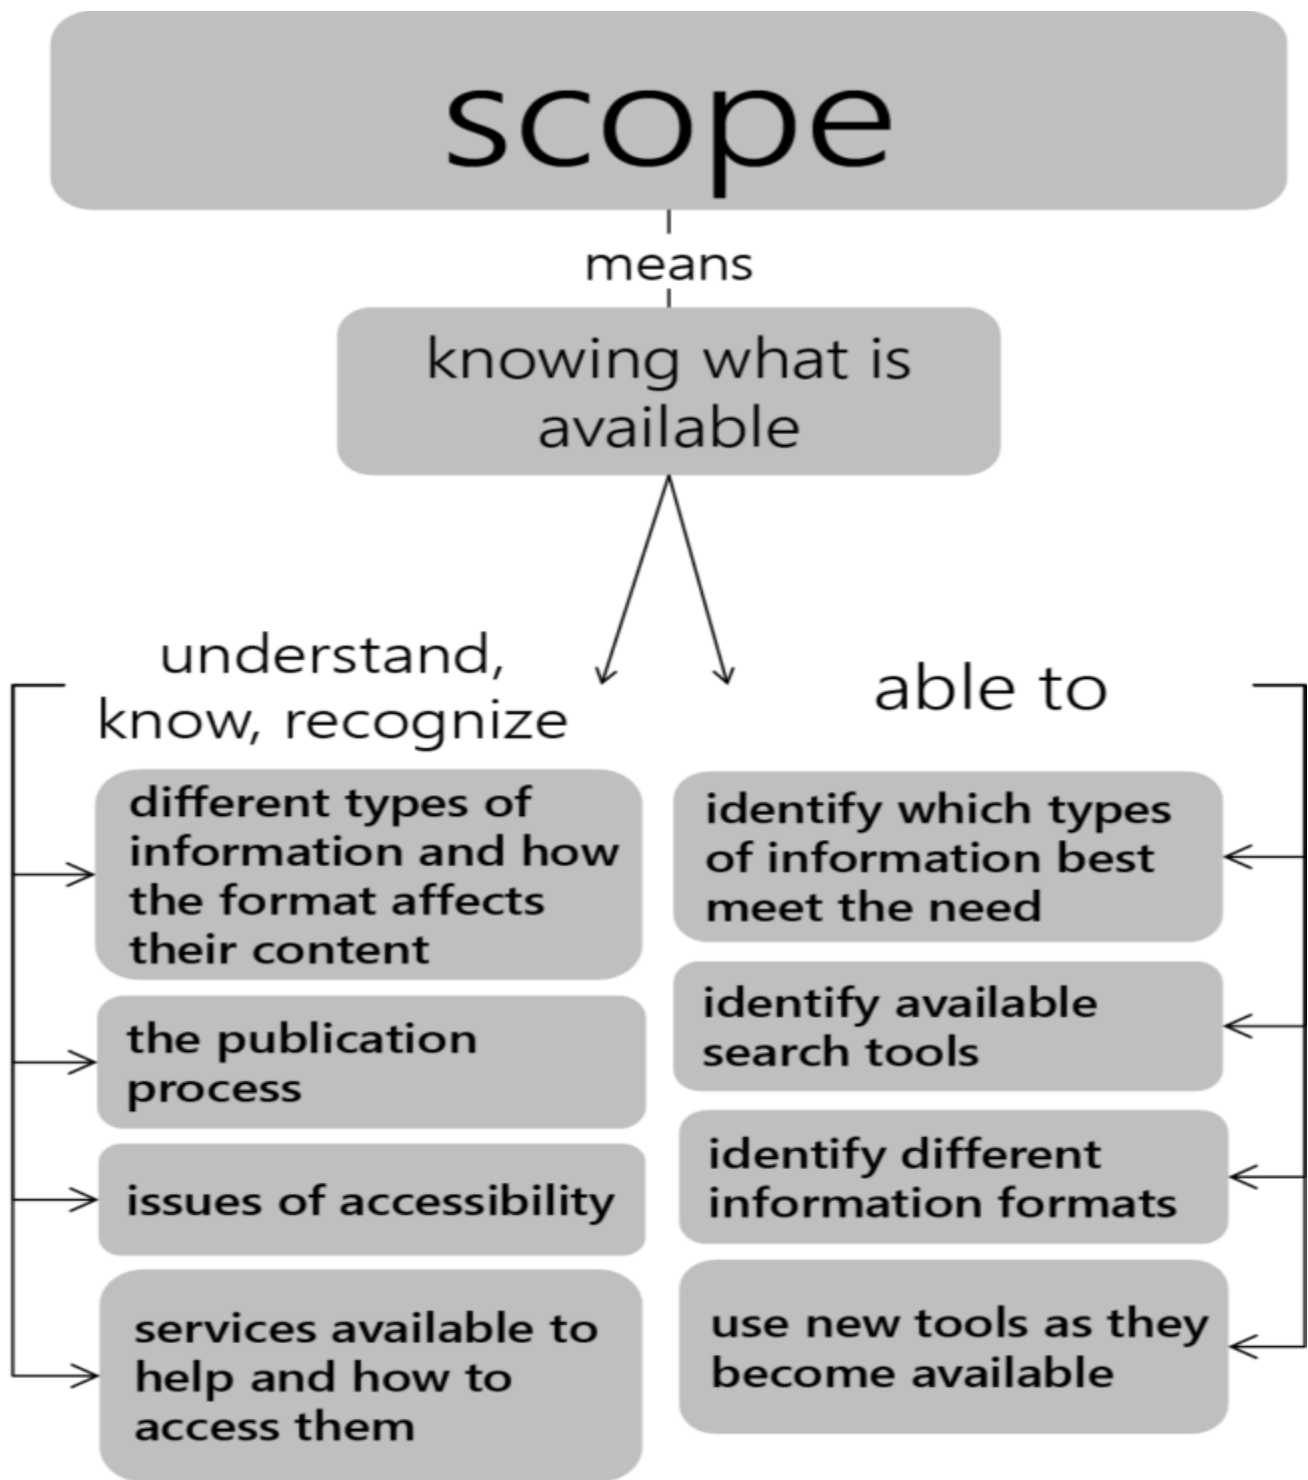 scope
means
knowing what is
available
understand,
know, recognize
different types of
information and how
the format affects
their content
the publication
process
issues of accessibility
services available to
help and how to
access them
able to
identify which types
of information best
meet the need
identify available
search tools
identify different
information formats
use new tools as they
become available